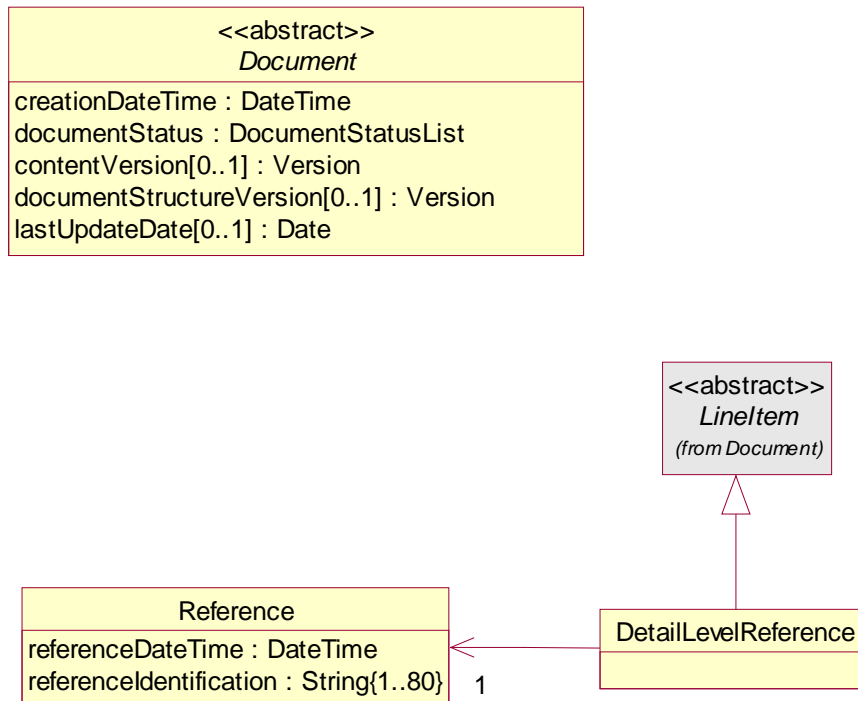 <<abstract>>
Document
creationDateTime : DateTime
documentStatus : DocumentStatusList
contentVersion[0..1] : Version
documentStructureVersion[0..1] : Version
lastUpdateDate[0..1] : Date
<<abstract>>
LineItem
(from Document)
Reference
referenceDateTime : DateTime
referenceIdentification : String{1..80}
1
DetailLevelReference